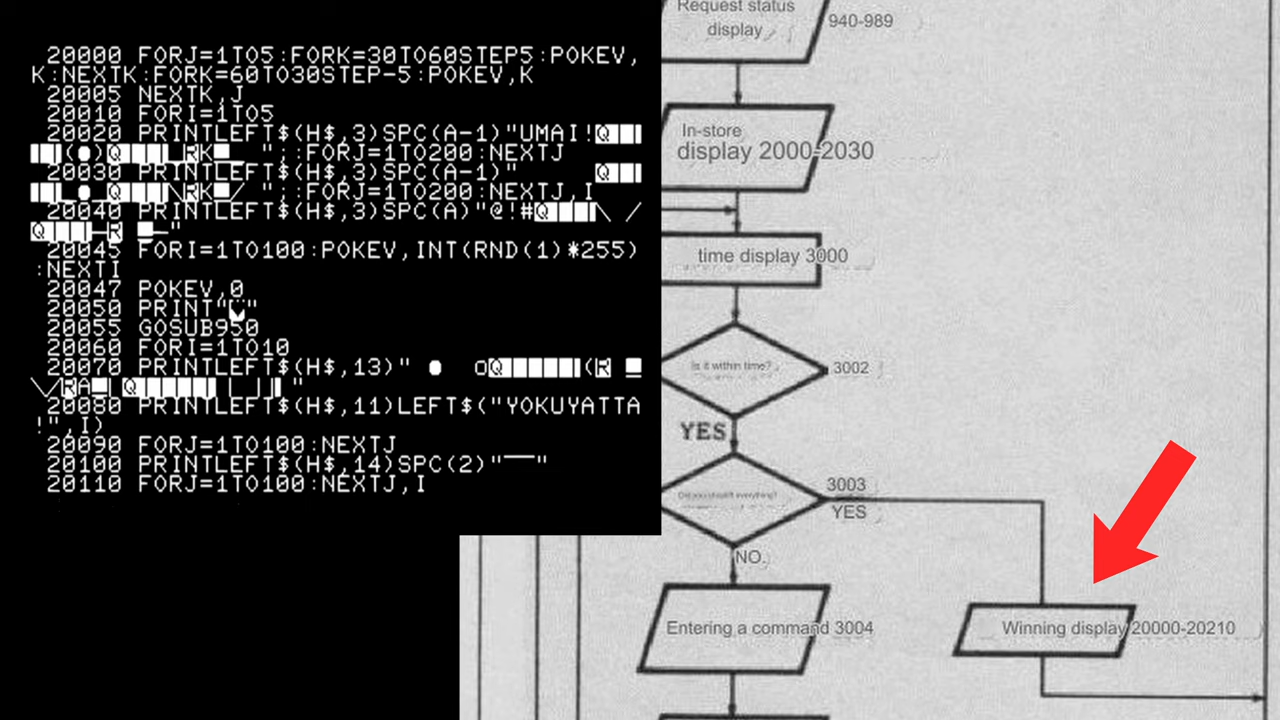 20000 FORJ=1TO5:FORK=30TO60STEP5:POKEV,
K:NEXTK:FORK=60TO30STEP-5:POKEV,K
20005 NEXTK,J
20010 FORI=1TO5
20020 PRINTLEFT$(H$,3)SPC(A-1)"UMAI!
";:FORJ=1TO200:NEXTJ
20030 PRINTLEFT$(H$,3)SPC(A-1)"
";:FORJ=1TO200:NEXTJ,I
20040 PRINTLEFT$(H$,3)SPC(A)"@!#
20045 FORI=1TO100:POKEV,INT(RND(1)*255)
:NEXTI
20047 POKEV,0
20050 PRINT"♥"
20055 GOSUB950
20060 FORI=1TO10
20070 PRINTLEFT$(H$,13)"
20080 PRINTLEFT$(H$,11)LEFT$("YOKUYATTA
!",I)
20090 FORJ=1TO100:NEXTJ
20100 PRINTLEFT$(H$,14)SPC(2)"
20110 FORJ=1TO100:NEXTJ,I
Request status
display
940-989
In-store
display 2000-2030
time display 3000
Is it within time?
3002
YES
3003
YES
NO.
Entering a command 3004
Winning display 20000-20210